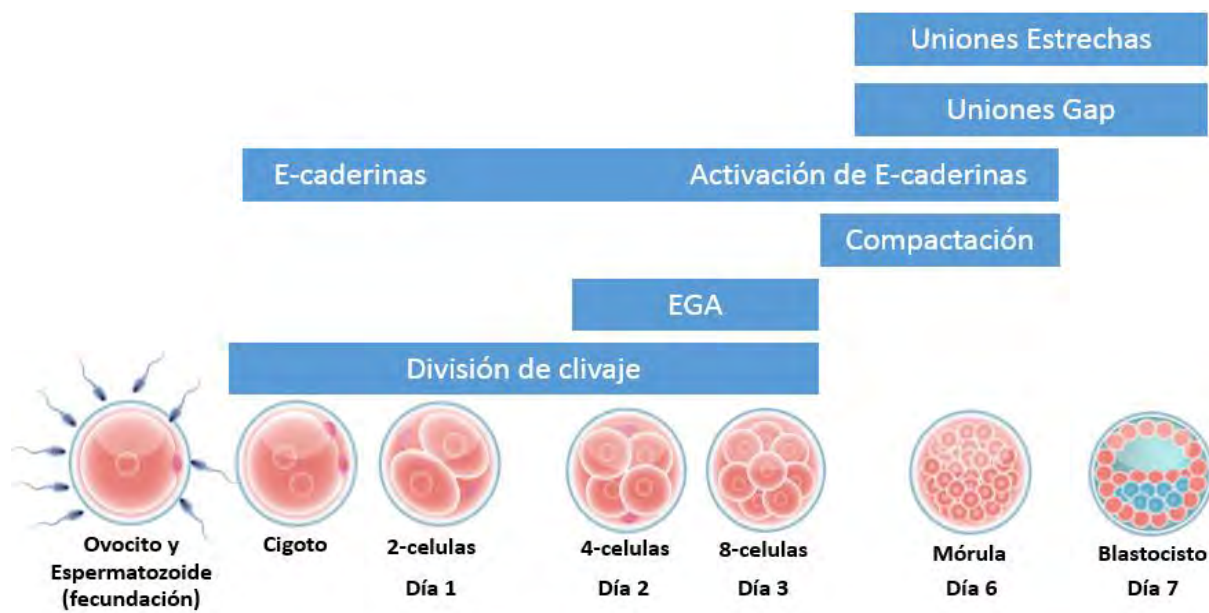 Uniones Estrechas
Uniones Gap
E-caderinas
Activación de E-caderinas
Compactación
EGA
División de clivaje
Ovocito y
Espermatozoide
(fecundación)
Cigoto
2-celulas
Día 1
4-celulas
Día 2
8-celulas
Día 3
Mórula
Día 6
Blastocisto
Día 7